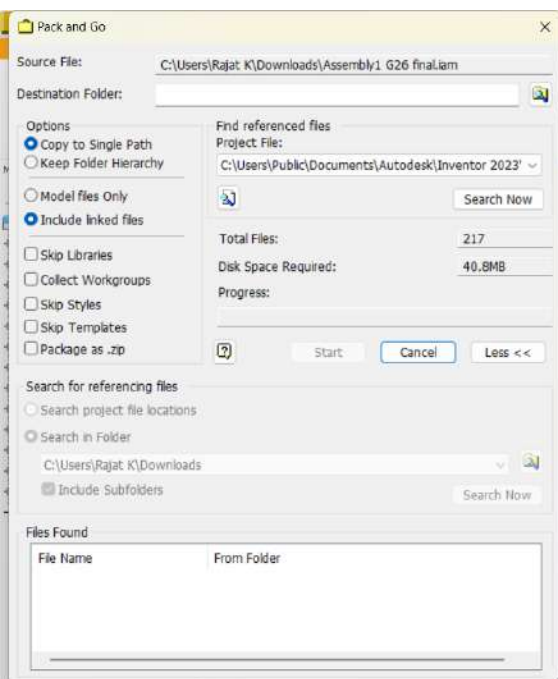 Pack and Go
Source File:
C:\Users\Rajat K\Downloads\Assembly1 G26 final.iam
Destination Folder:
Options
Copy to Single Path
Keep Folder Hierarchy
Model files Only
Include linked files
Skip Libraries
Collect Workgroups
Skip Styles
Skip Templates
Package as .zip
Find referenced files
Project File:
C:\Users\Public\Documents\Autodesk\Inventor 2023'
Search Now
Total Files:
217
Disk Space Required:
40.8MB
Progress:
Start
Cancel
Less <<
Search for referencing files
Search project file locations
Search in Folder
C:\Users\Rajat K\Downloads
Include Subfolders
Search Now
Files Found
File Name
From Folder